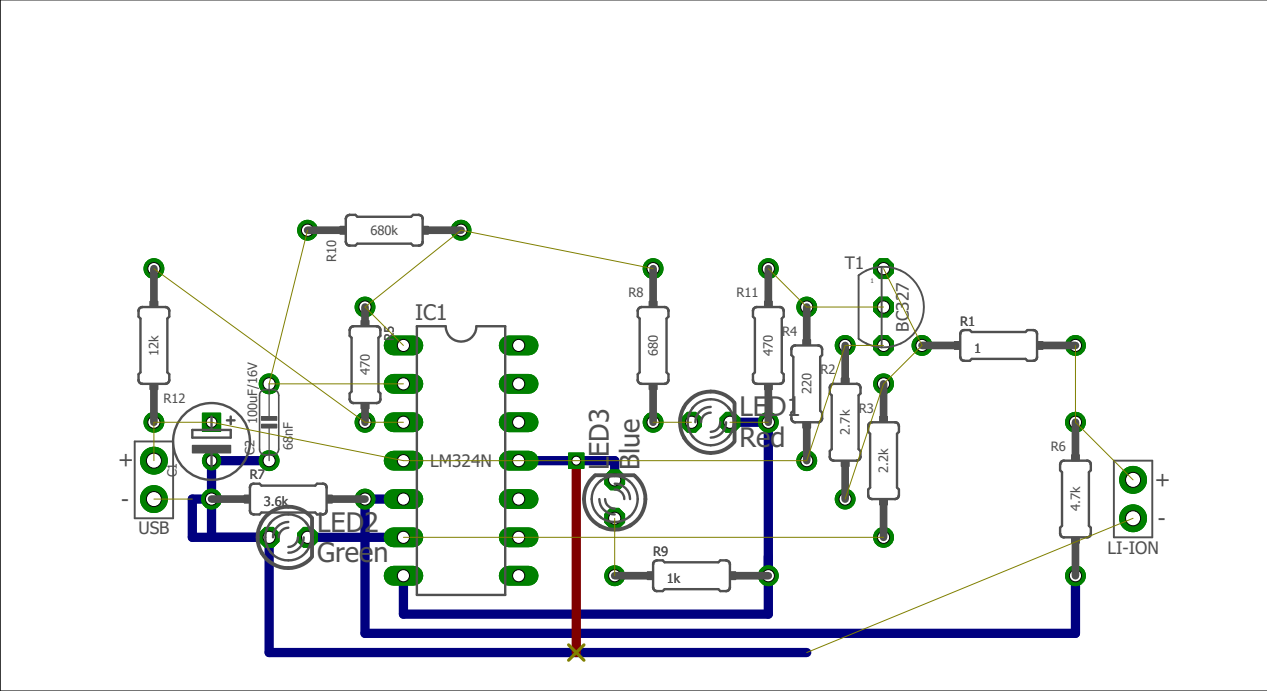 680k
R10
T1
1
BC327
R8
R11
R4
R1
1
IC1
R5
12k
470
680
470
220
R2
2.7k
R3
2.2k
R12
100uF/16V
C2
68nF
+
LED1
Red
LED3
Blue
R6
4.7k
+
-
USB
C1
R7
3.6k
LM324N
LED2
Green
R9
1k
+
-
LI-ION